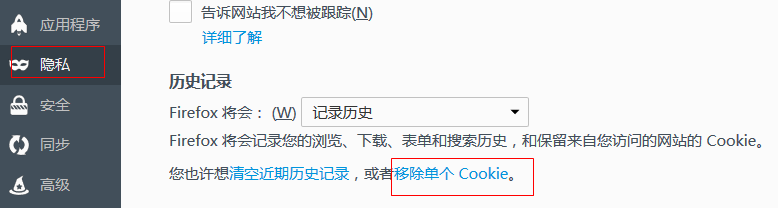 应用程序
隐私
安全
同步
高级
告诉网站我不想被跟踪(N)
详细了解
历史记录
Firefox 将会： (W) 记录历史
Firefox 将会记录您的浏览、下载、表单和搜索历史，和保留来自您访问的网站的 Cookie。
您也许想清空近期历史记录，或者移除单个 Cookie。